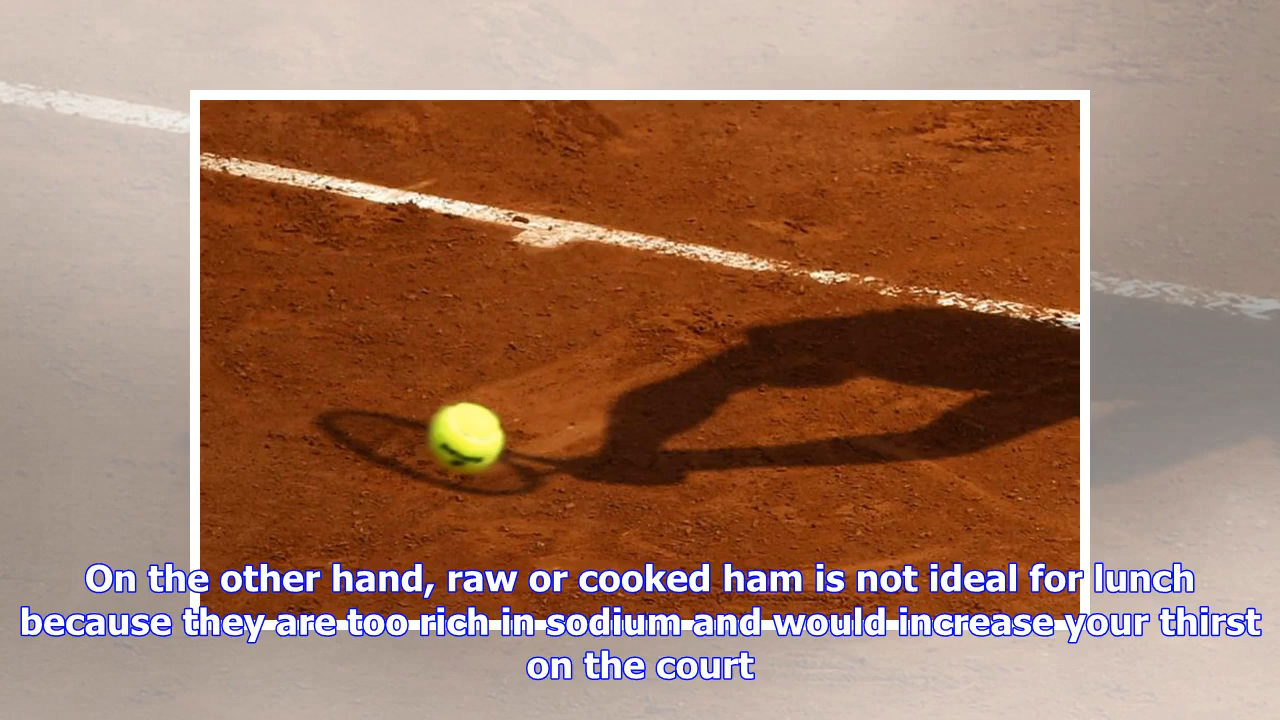 On the other hand, raw or cooked ham is not ideal for lunch
because they are too rich in sodium and would increase your thirst
on the court